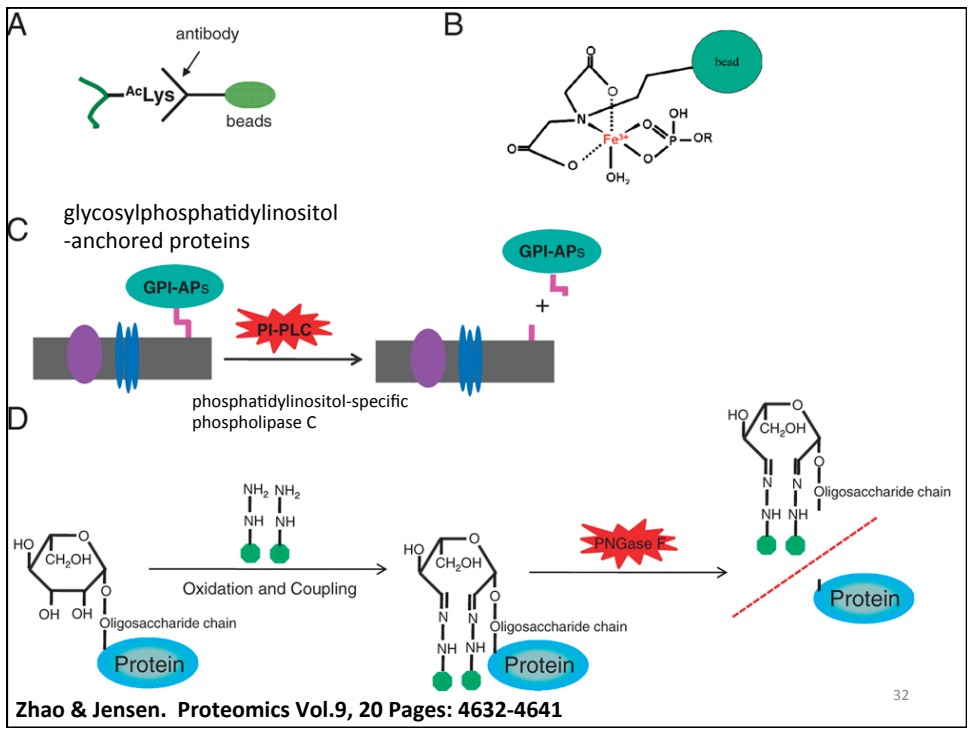 A
antibody
AcLys
beads
B
bead
O
O
N
O
O
Fe3+
OH2
O
O
P
OH
OR
C
glycosylphosphatidylinositol
-anchored proteins
GPI-APs
PI-PLC
phosphatidylinositol-specific
phospholipase C
GPI-APs
+
D
HO
O
CH2OH
OH
OH
O
O
Oligosaccharide chain
Protein
NH2 NH2
NH NH
Oxidation and Coupling
HO
O
CH2OH
N
N
NH
NH
O
O
Oligosaccharide chain
Protein
PNGase F
HO
O
CH2OH
N
N
NH
NH
O
O
Oligosaccharide chain
Protein
32
Zhao & Jensen. Proteomics Vol.9, 20 Pages: 4632-4641